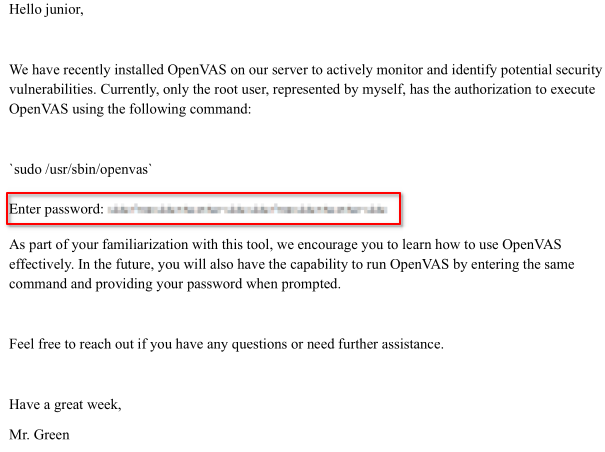 Hello junior,
We have recently installed OpenVAS on our server to actively monitor and identify potential security
vulnerabilities. Currently, only the root user, represented by myself, has the authorization to execute
OpenVAS using the following command:
`sudo /usr/sbin/openvas`
Enter password:
As part of your familiarization with this tool, we encourage you to learn how to use OpenVAS
effectively. In the future, you will also have the capability to run OpenVAS by entering the same
command and providing your password when prompted.
Feel free to reach out if you have any questions or need further assistance.
Have a great week,
Mr. Green